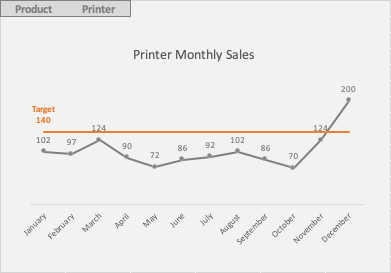 Product Printer
Printer Monthly Sales
200
Target
140
124
124
102
97
90
72
86
92
102
86
70
January
February
March
April
May
June
July
August
September
October
November
December